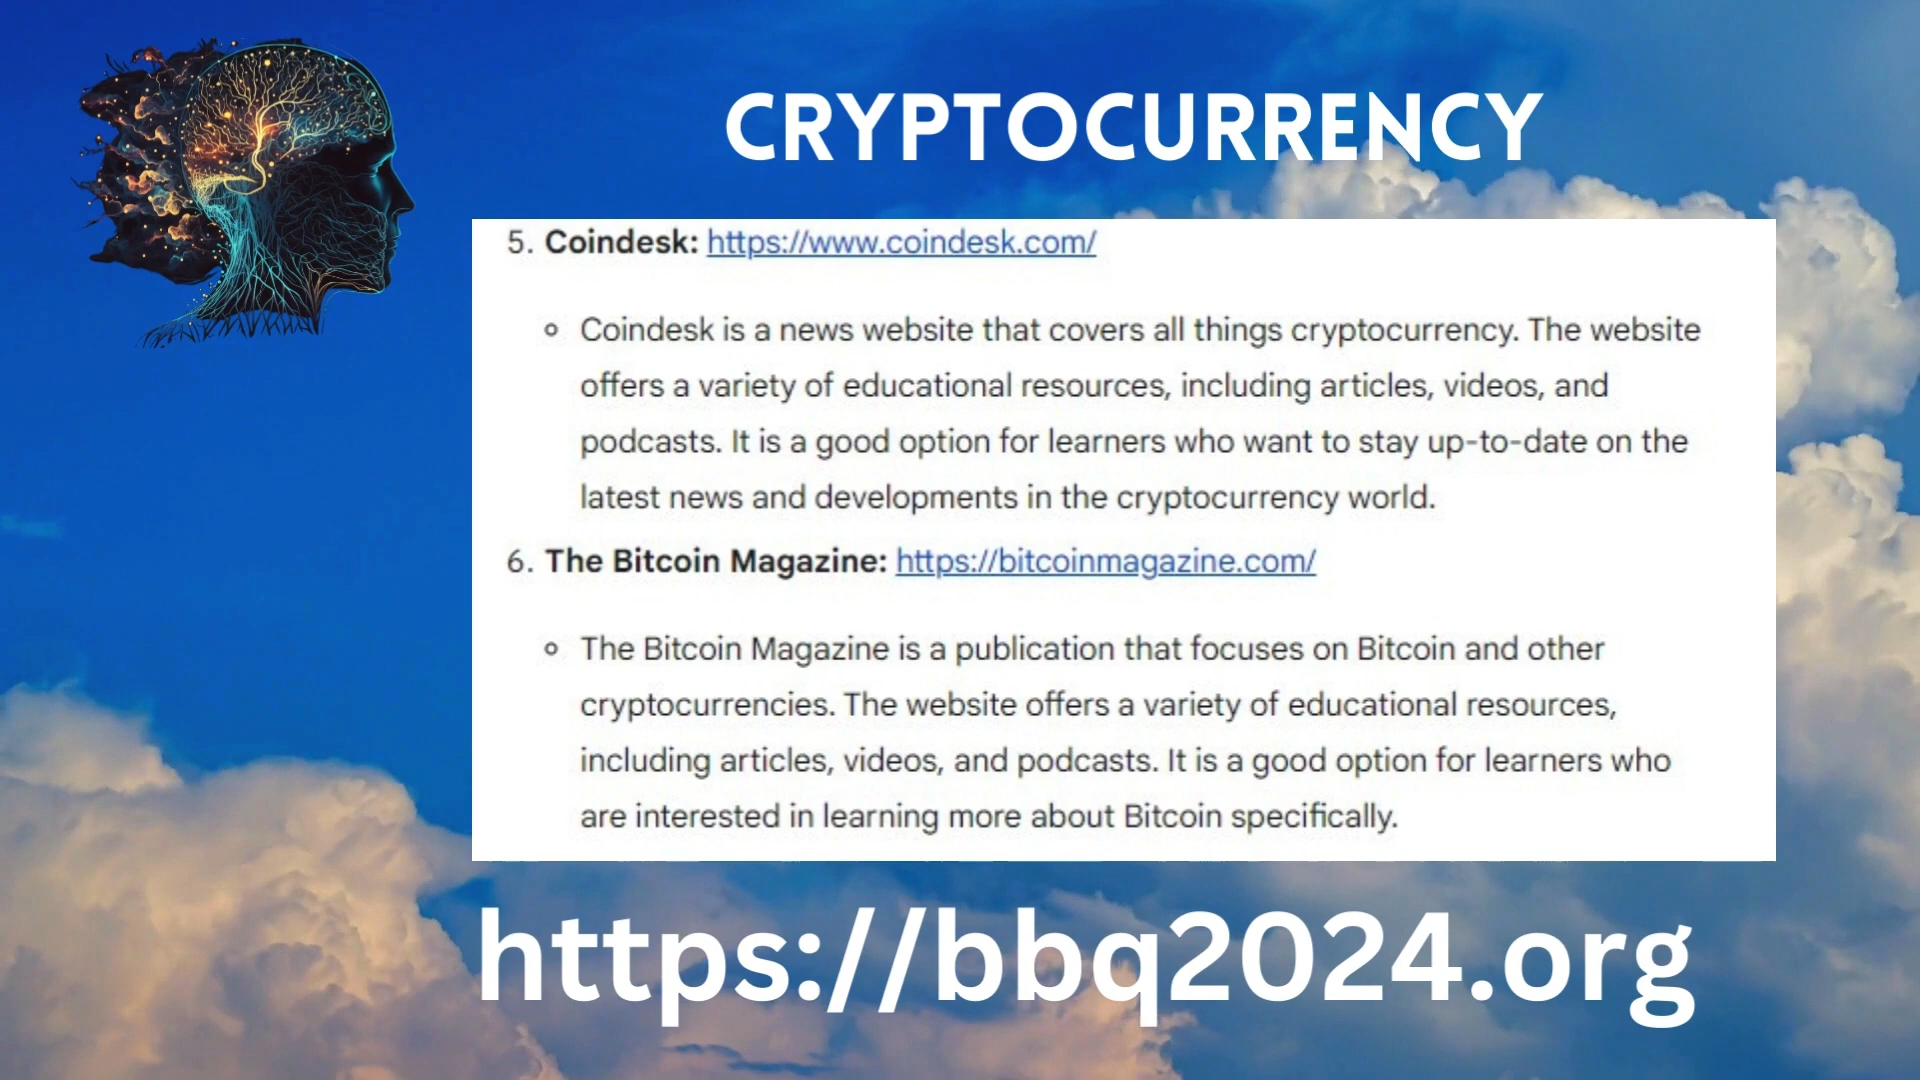 CRYPTOCURRENCY
5. Coindesk: https://www.coindesk.com/
Coindesk is a news website that covers all things cryptocurrency. The website
offers a variety of educational resources, including articles, videos, and
podcasts. It is a good option for learners who want to stay up-to-date on the
latest news and developments in the cryptocurrency world.
6. The Bitcoin Magazine: https://bitcoinmagazine.com/
The Bitcoin Magazine is a publication that focuses on Bitcoin and other
cryptocurrencies. The website offers a variety of educational resources,
including articles, videos, and podcasts. It is a good option for learners who
are interested in learning more about Bitcoin specifically.
https://bbq2024.org